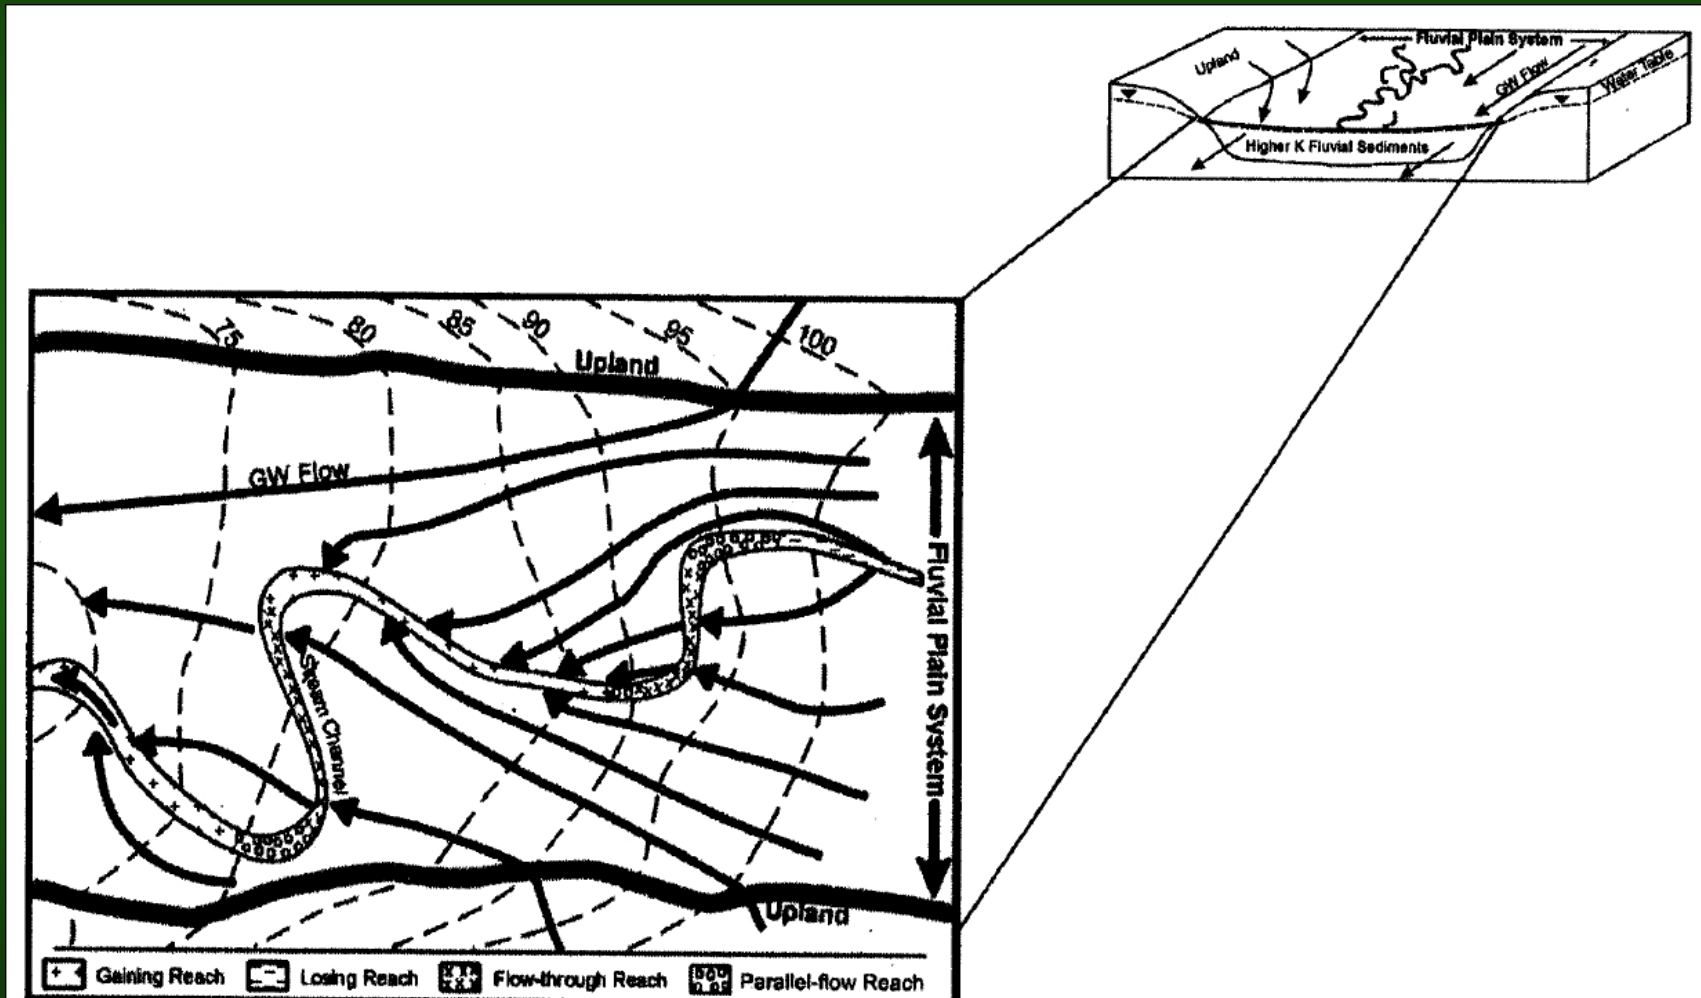 Fluvial Plain System
Upland
GW Flow
Water Table
Higher K Fluvial Sediments
75
80
85
90
95
100
Upland
GW Flow
Stream Channel
Fluvial Plain System
Upland
Gaining Reach
Losing Reach
Flow-through Reach
Parallel-flow Reach